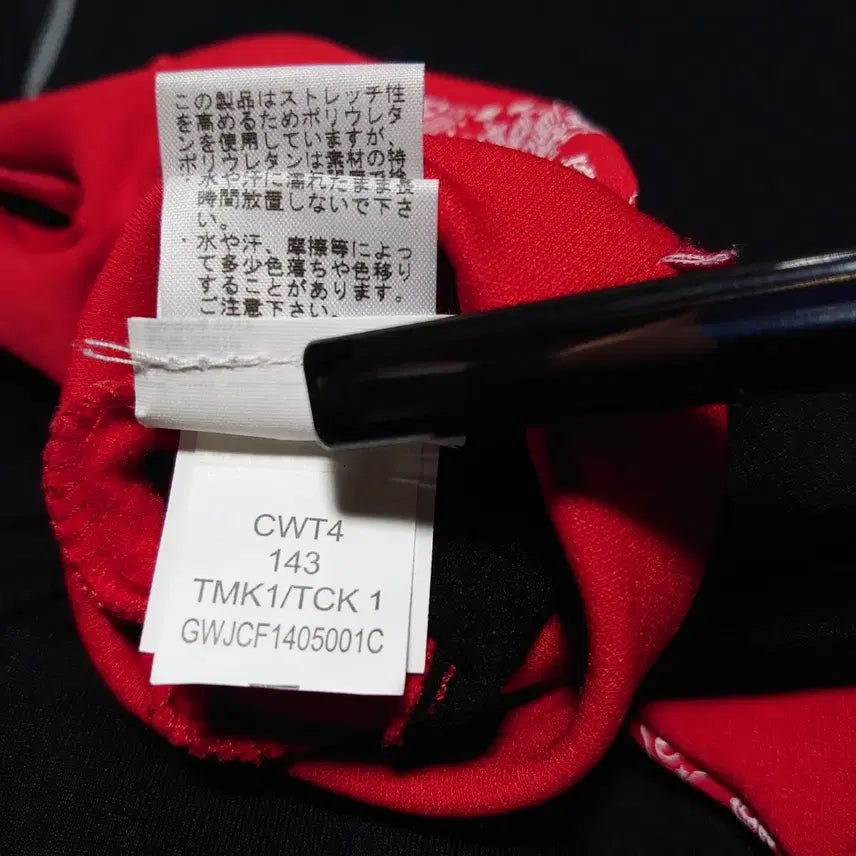 この製品はストレッチ性
を高めるためポリウレタ
ンを使用していますが、
ポリウレタンは素材の特
・水や汗に濡れたまま長
時間放置しないで下さ
い。
・水や汗、摩擦等によっ
て多少色落ちや色移り
することがあります。
ご注意下さい。
CWT4
143
TMK1/TCK 1
GWJCF1405001C